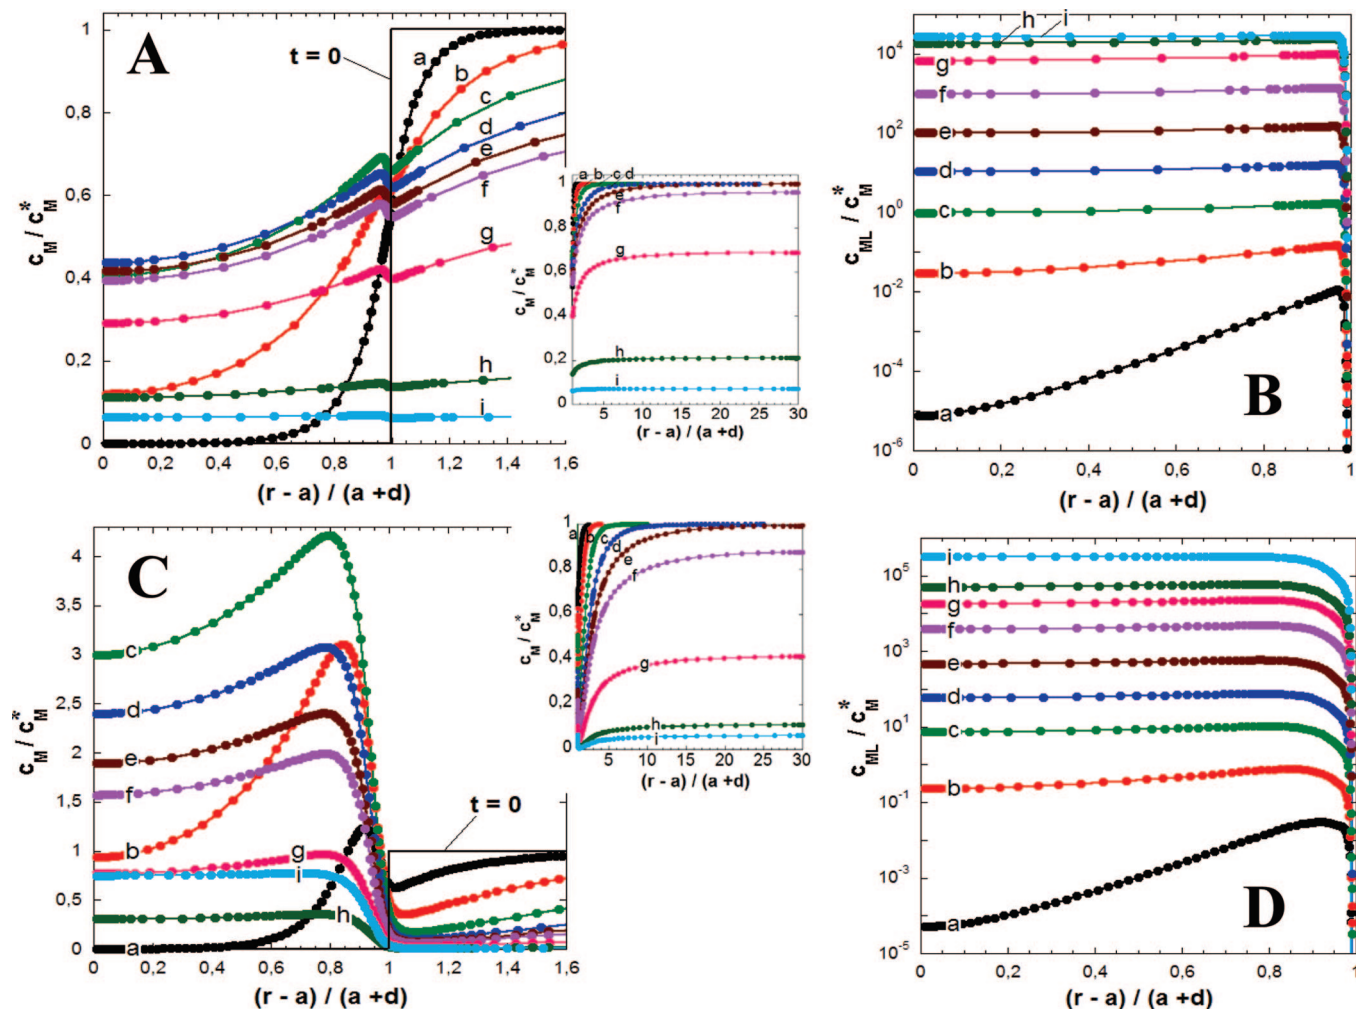 A
t = 0
a
b
c
d
e
f
g
h
i
c_M / c_M^*
1
0,8
0,6
0,4
0,2
0
0 0,2 0,4 0,6 0,8 1 1,2 1,4 1,6
(r - a) / (a +d)
a b c d
e
f
g
h
i
c_M / c_M^*
1
0,8
0,6
0,4
0,2
0
5 10 15 20 25 30
(r - a) / (a +d)
B
h i
g
f
e
d
c
b
a
c_ML / c_M^*
10^4
10^2
10^0
10^-2
10^-4
10^-6
0 0,2 0,4 0,6 0,8 1
(r - a) / (a +d)
C
t = 0
c
d
e
f
b
g
i
h
a
c_M / c_M^*
4
3,5
3
2,5
2
1,5
1
0,5
0
0 0,2 0,4 0,6 0,8 1 1,2 1,4 1,6
(r - a) / (a +d)
a b c d
e
f
g
h
i
c_M / c_M^*
1
0,8
0,6
0,4
0,2
0
5 10 15 20 25 30
(r - a) / (a +d)
D
i
h
g
f
e
d
c
b
a
c_ML / c_M^*
10^5
10^3
10^1
10^-1
10^-3
10^-5
0 0,2 0,4 0,6 0,8 1
(r - a) / (a +d)